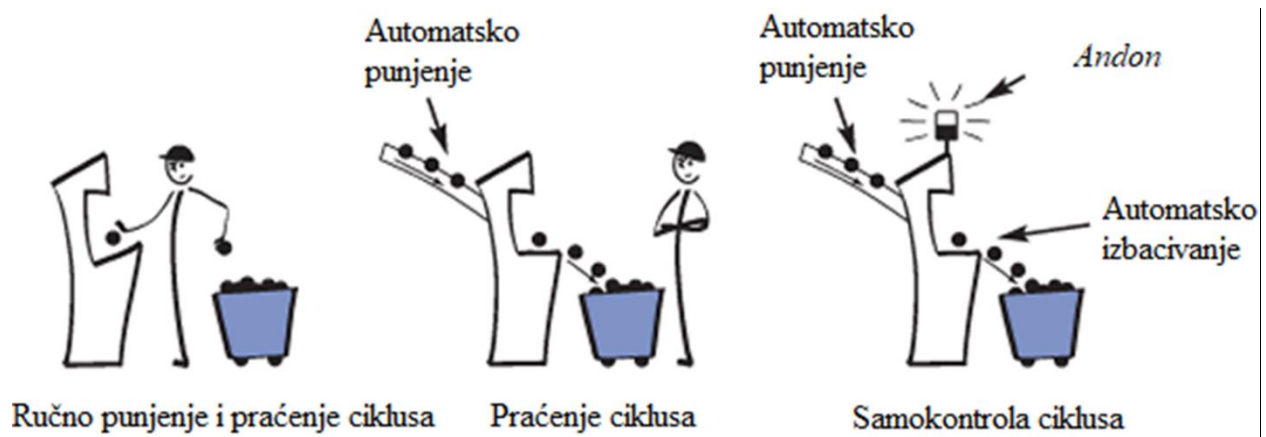 Automatsko
punjenje
Automatsko
punjenje
Andon
Automatsko
izbacivanje
Ručno punjenje i praćenje ciklusa
Praćenje ciklusa
Samokontrola ciklusa